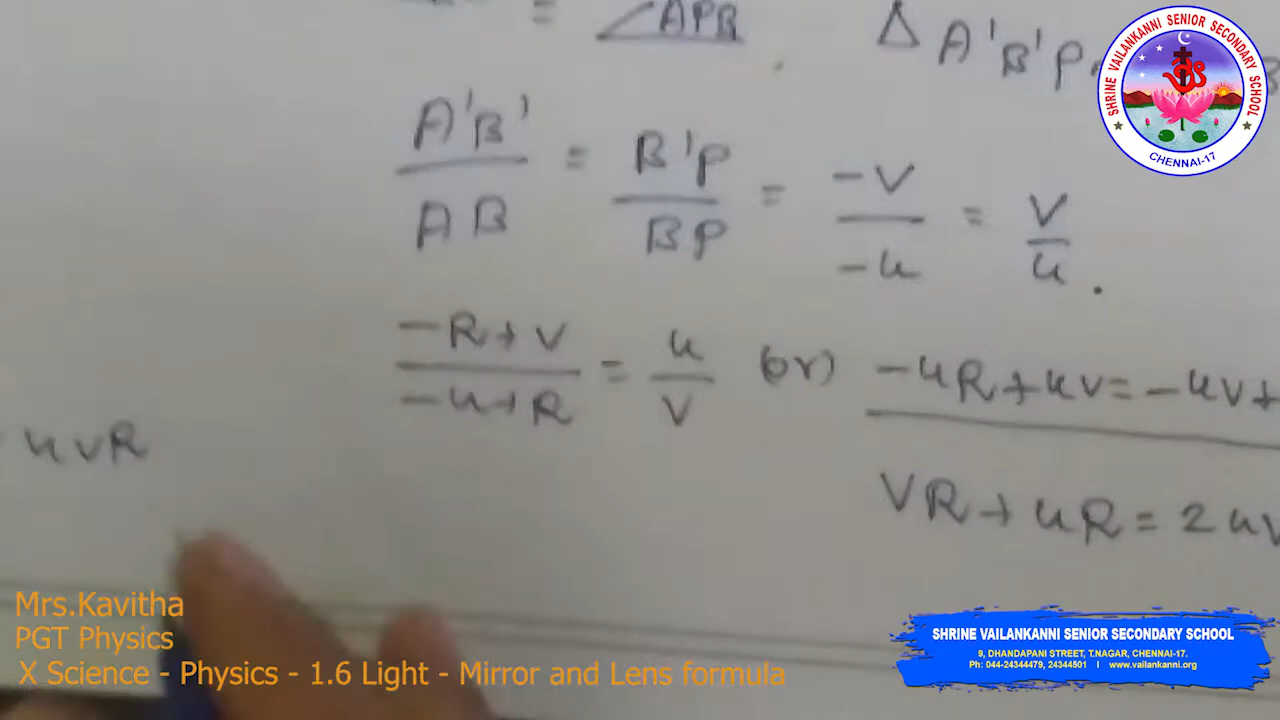 = ∠APB
Δ A'B'P
A'B' / AB = B'P / BP = -V / -u = V / u .
-R+V / -u+R = u / V (or) -uR+uv=-uv+
uvR
VR+uR=2uv
SHRINE VAILANKANNI SENIOR SECONDARY SCHOOL
CHENNAI-17
Mrs.Kavitha
PGT Physics
X Science - Physics - 1.6 Light - Mirror and Lens formula
SHRINE VAILANKANNI SENIOR SECONDARY SCHOOL
9, DHANDAPANI STREET, T.NAGAR, CHENNAI-17.
Ph: 044-24344479, 24344501 I www.vailankanni.org